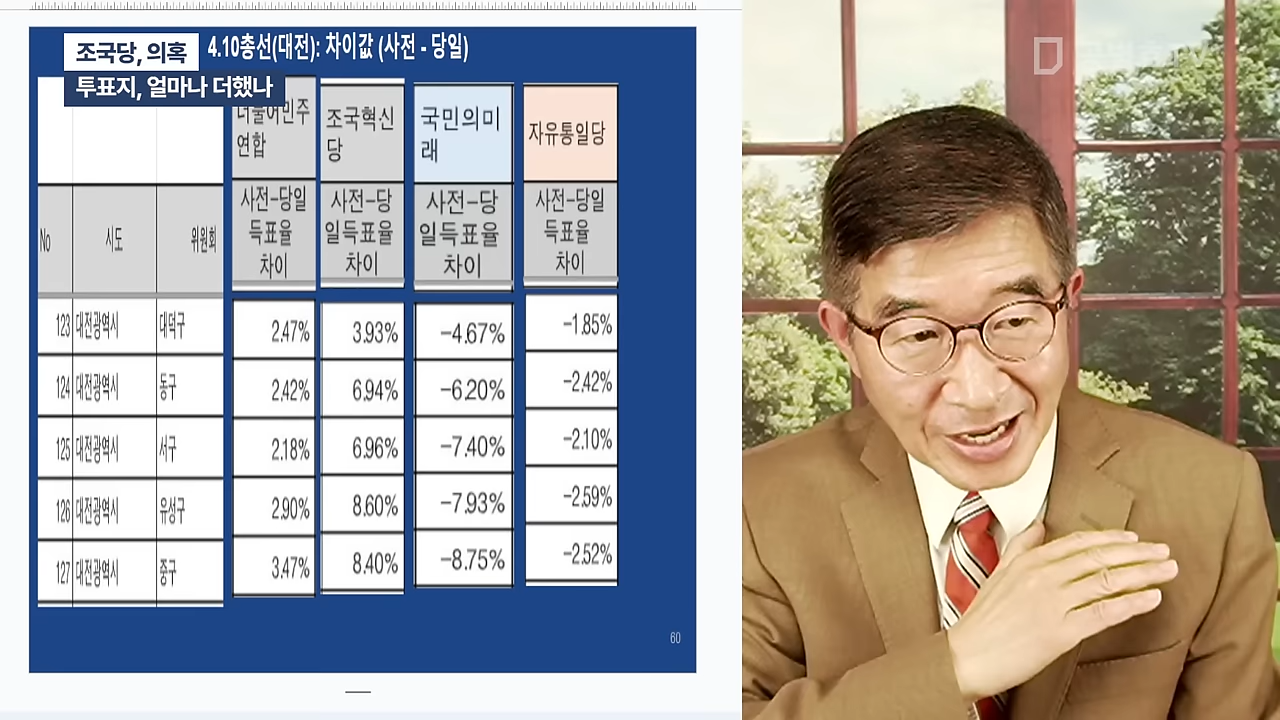 조국당, 의혹
투표지, 얼마나 더했나
4.10총선(대전): 차이값 (사전 - 당일)
더불어민주
연합
조국혁신
당
국민의미
래
자유통일당
No 시도 위원회
사전-당일
득표율
차이
사전-당
일득표율
차이
사전-당
일득표율
차이
사전-당일
득표율
차이
123 대전광역시 대덕구 2.47% 3.93% -4.67% -1.85%
124 대전광역시 동구 2.42% 6.94% -6.20% -2.42%
125 대전광역시 서구 2.18% 6.96% -7.40% -2.10%
126 대전광역시 유성구 2.90% 8.60% -7.93% -2.59%
127 대전광역시 중구 3.47% 8.40% -8.75% -2.52%
60